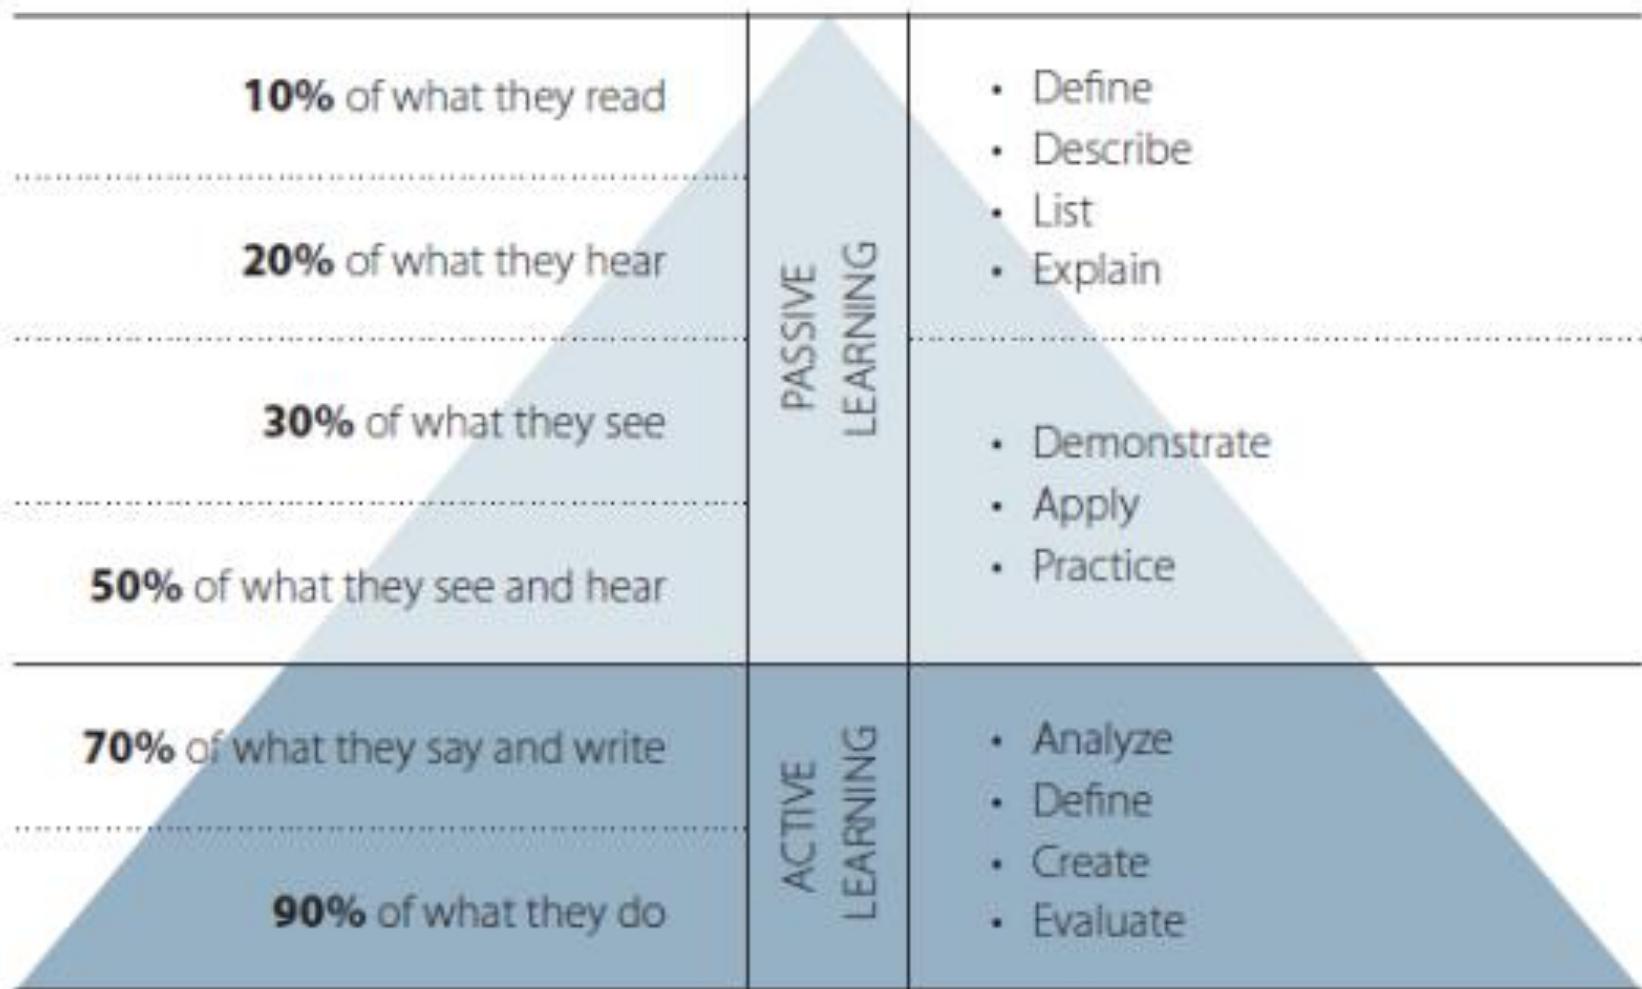 10% of what they read
20% of what they hear
30% of what they see
50% of what they see and hear
70% of what they say and write
90% of what they do
PASSIVE
LEARNING
ACTIVE
LEARNING
• Define
• Describe
• List
• Explain
• Demonstrate
• Apply
• Practice
• Analyze
• Define
• Create
• Evaluate